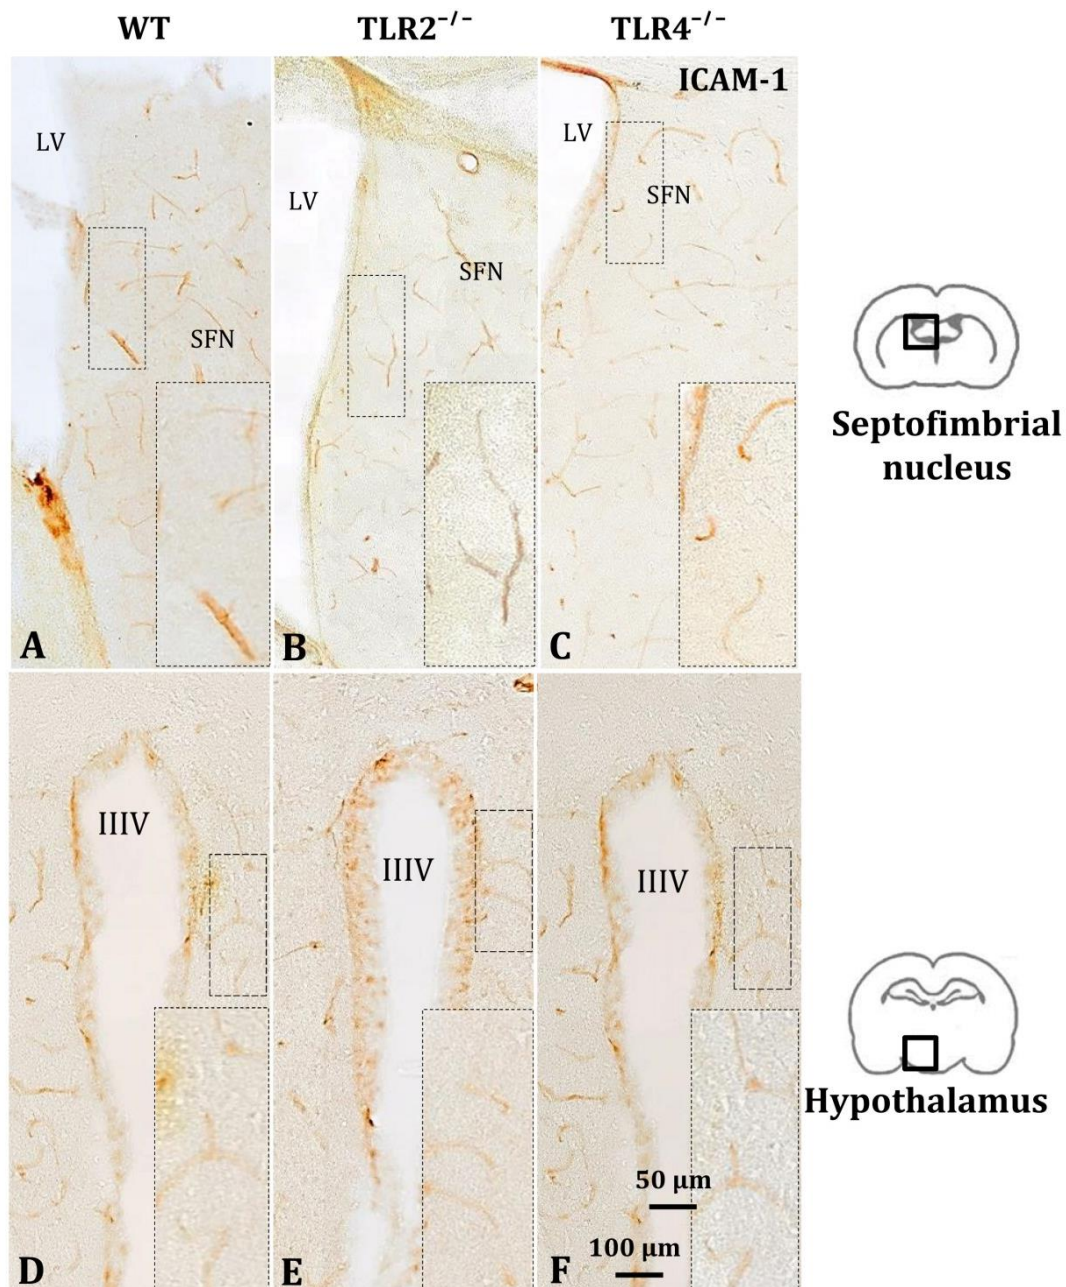 WT TLR2⁻/⁻ TLR4⁻/⁻
ICAM-1
LV
SFN
A
LV
SFN
B
LV
SFN
C
Septofimbrial
nucleus
IIIV
D
IIIV
E
IIIV
50 µm
100 µm
F
Hypothalamus